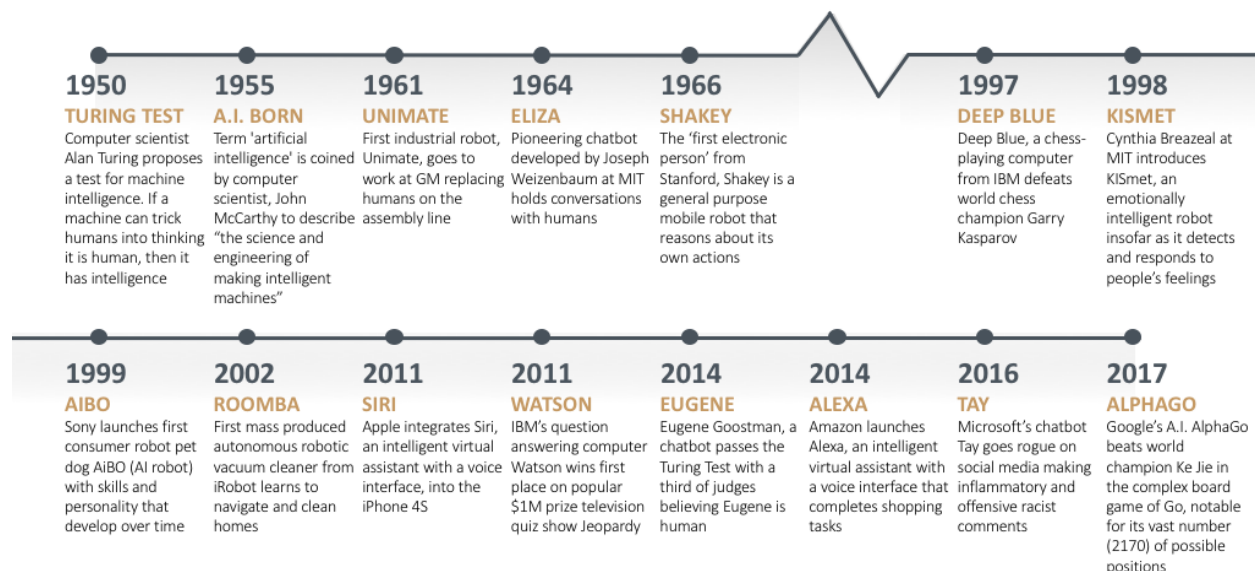 1950
TURING TEST
Computer scientist
Alan Turing proposes
a test for machine
intelligence. If a
machine can trick
humans into thinking
it is human, then it
has intelligence
1955
A.I. BORN
Term 'artificial
intelligence' is coined
by computer
scientist, John
McCarthy to describe
“the science and
engineering of
making intelligent
machines”
1961
UNIMATE
First industrial robot,
Unimate, goes to
work at GM replacing
humans on the
assembly line
1964
ELIZA
Pioneering chatbot
developed by Joseph
Weizenbaum at MIT
holds conversations
with humans
1966
SHAKEY
The ‘first electronic
person’ from
Stanford, Shakey is a
general purpose
mobile robot that
reasons about its
own actions
1997
DEEP BLUE
Deep Blue, a chess-
playing computer
from IBM defeats
world chess
champion Garry
Kasparov
1998
KISMET
Cynthia Breazeal at
MIT introduces
KISmet, an
emotionally
intelligent robot
insofar as it detects
and responds to
people’s feelings
1999
AIBO
Sony launches first
consumer robot pet
dog AiBO (AI robot)
with skills and
personality that
develop over time
2002
ROOMBA
First mass produced
autonomous robotic
vacuum cleaner from
iRobot learns to
navigate and clean
homes
2011
SIRI
Apple integrates Siri,
an intelligent virtual
assistant with a voice
interface, into the
iPhone 4S
2011
WATSON
IBM’s question
answering computer
Watson wins first
place on popular
$1M prize television
quiz show Jeopardy
2014
EUGENE
Eugene Goostman, a
chatbot passes the
Turing Test with a
third of judges
believing Eugene is
human
2014
ALEXA
Amazon launches
Alexa, an intelligent
virtual assistant with
a voice interface that
completes shopping
tasks
2016
TAY
Microsoft’s chatbot
Tay goes rogue on
social media making
inflammatory and
offensive racist
comments
2017
ALPHAGO
Google’s A.I. AlphaGo
beats world
champion Ke Jie in
the complex board
game of Go, notable
for its vast number
(2170) of possible
positions